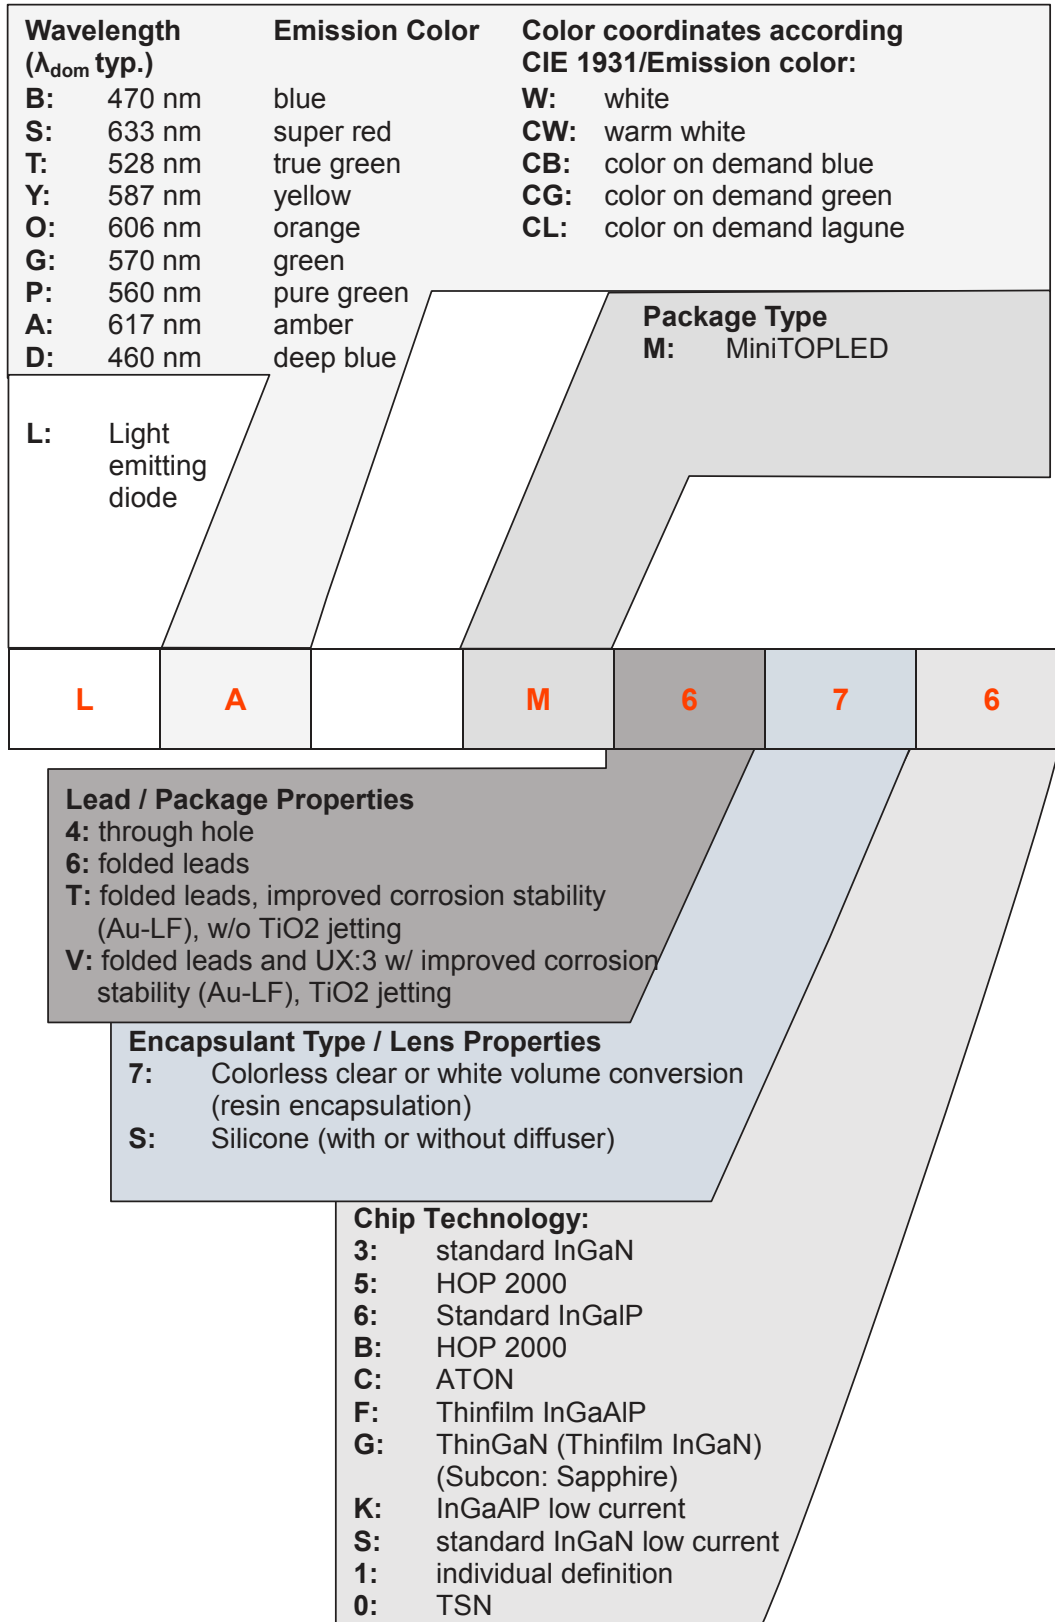 Wavelength Emission Color Color coordinates according
(λdom typ.) CIE 1931/Emission color:
B: 470 nm blue W: white
S: 633 nm super red CW: warm white
T: 528 nm true green CB: color on demand blue
Y: 587 nm yellow CG: color on demand green
O: 606 nm orange CL: color on demand lagune
G: 570 nm green
P: 560 nm pure green
A: 617 nm amber
D: 460 nm deep blue
Package Type
M: MiniTOPLED
L: Light
emitting
diode
L A M 6 7 6
Lead / Package Properties
4: through hole
6: folded leads
T: folded leads, improved corrosion stability
(Au-LF), w/o TiO2 jetting
V: folded leads and UX:3 w/ improved corrosion
stability (Au-LF), TiO2 jetting
Encapsulant Type / Lens Properties
7: Colorless clear or white volume conversion
(resin encapsulation)
S: Silicone (with or without diffuser)
Chip Technology:
3: standard InGaN
5: HOP 2000
6: Standard InGalP
B: HOP 2000
C: ATON
F: Thinfilm InGaAlP
G: ThinGaN (Thinfilm InGaN)
(Subcon: Sapphire)
K: InGaAlP low current
S: standard InGaN low current
1: individual definition
0: TSN